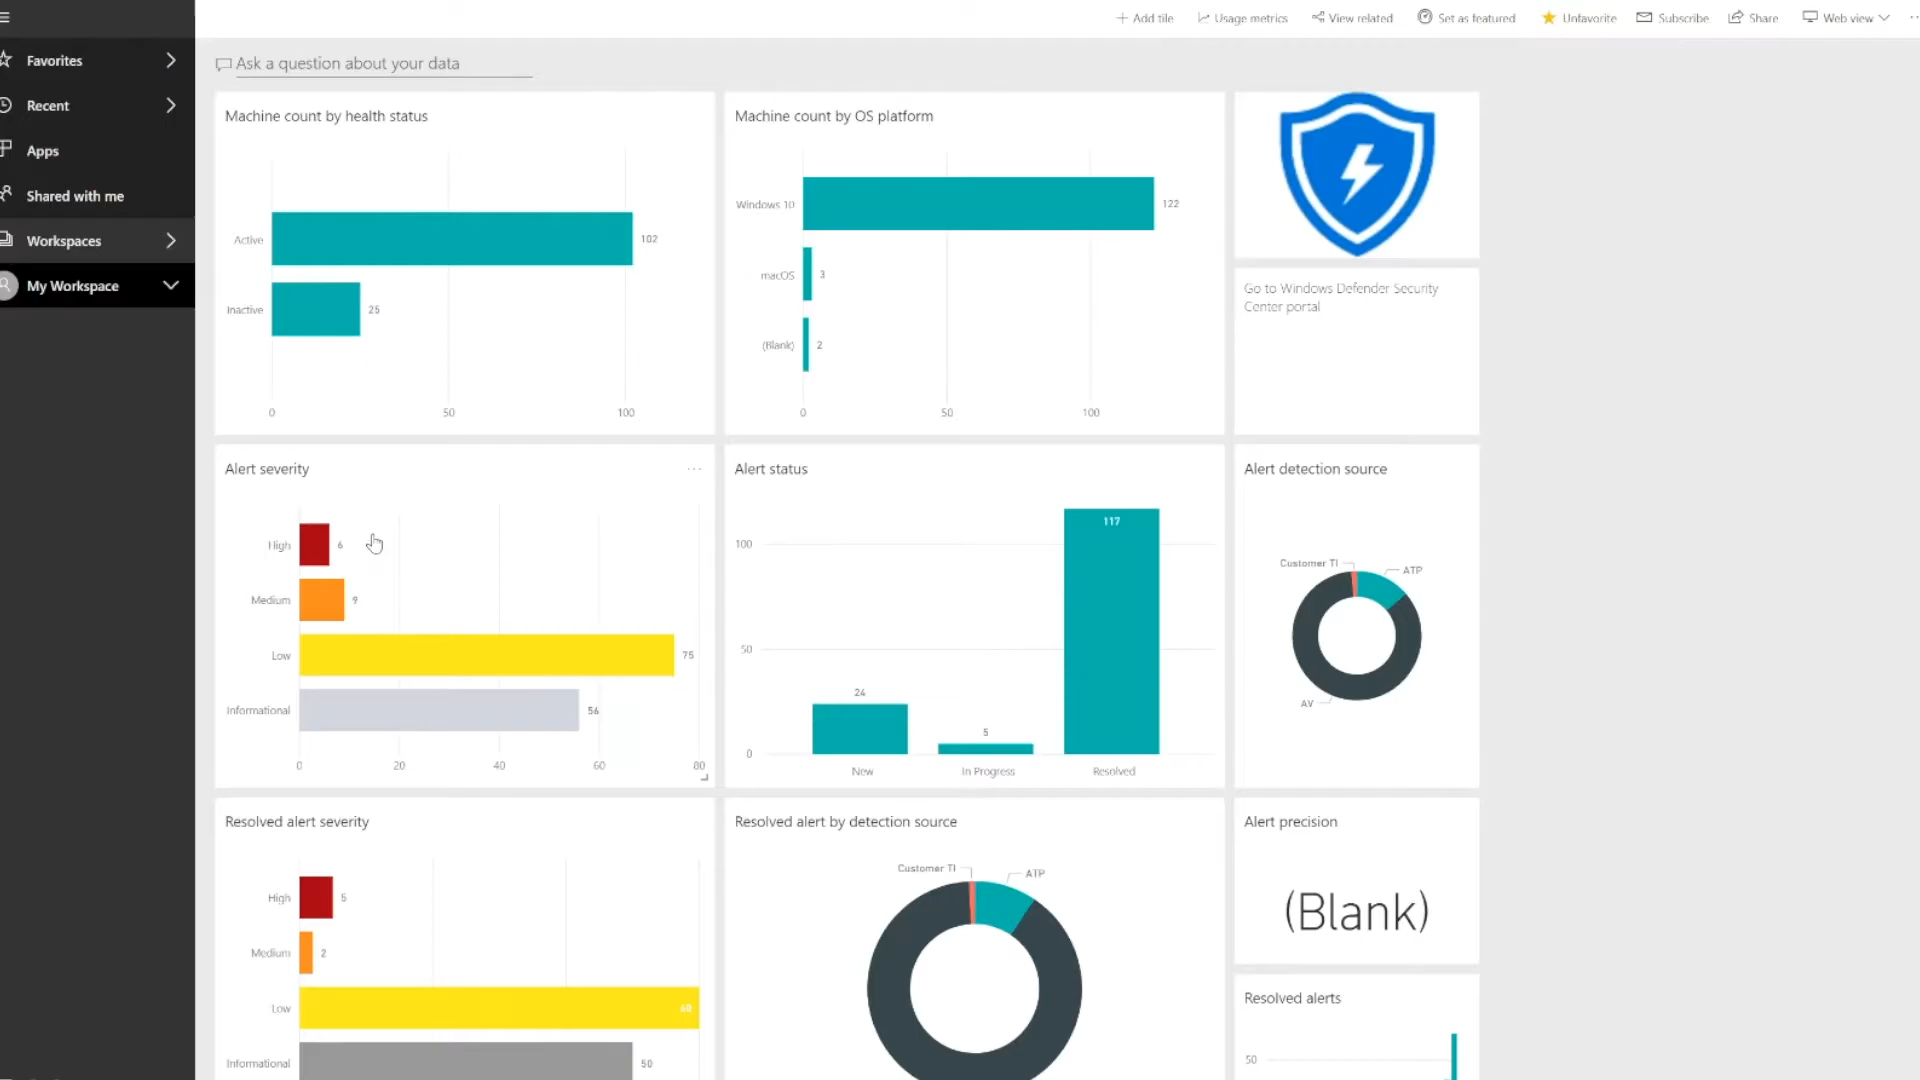 Add tile
Usage metrics
View related
Set as featured
Unfavorite
Subscribe
Share
Web view
Favorites
Recent
Apps
Shared with me
Workspaces
My Workspace
Ask a question about your data
Machine count by health status
Active
102
Inactive
25
0
50
100
Machine count by OS platform
Windows 10
122
macOS
3
(Blank)
2
0
50
100
Go to Windows Defender Security
Center portal
Alert severity
High
6
Medium
9
Low
75
Informational
56
0
20
40
60
80
Alert status
100
50
0
117
24
5
New
In Progress
Resolved
Alert detection source
Customer TI
ATP
AV
Resolved alert severity
High
5
Medium
2
Low
60
Informational
50
Resolved alert by detection source
Customer TI
ATP
Alert precision
(Blank)
Resolved alerts
50